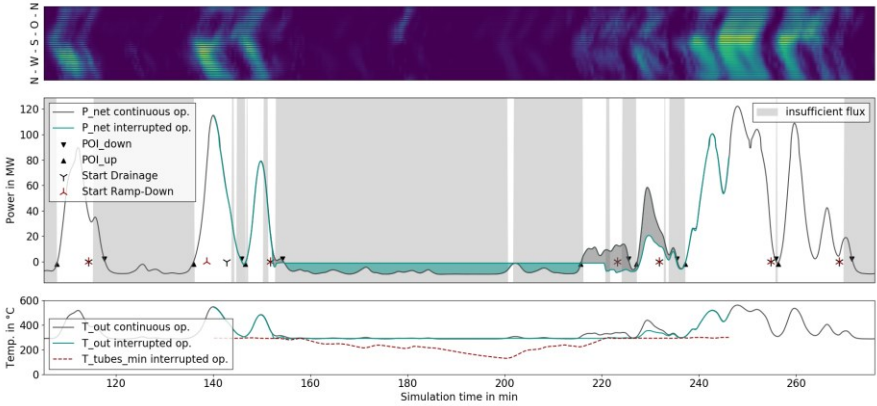 N - W - S - O - N
120
100
80
60
40
20
0
Power in MW
P_net continuous op.
P_net interrupted op.
POI_down
POI_up
Start Drainage
Start Ramp-Down
insufficient flux
600
400
200
0
Temp. in °C
T_out continuous op.
T_out interrupted op.
T_tubes_min interrupted op.
120 140 160 180 200 220 240 260
Simulation time in min